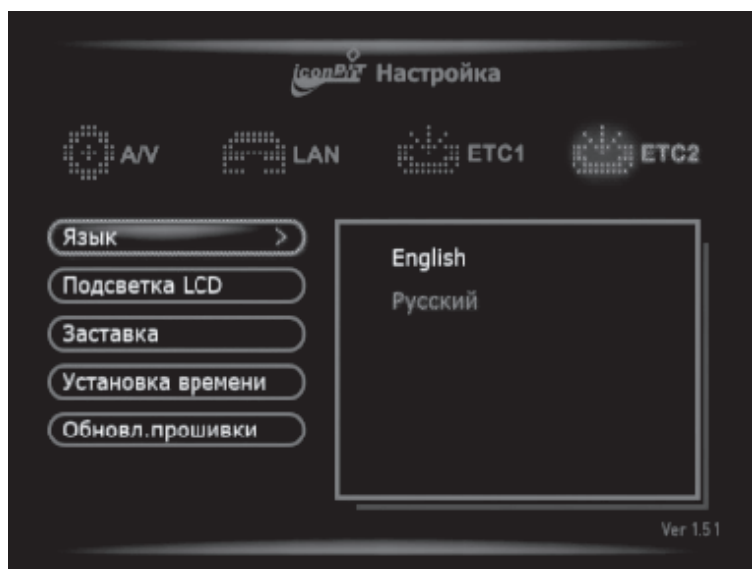 iconBiT Настройка
A/V LAN ETC1 ETC2
Язык >
Подсветка LCD
Заставка
Установка времени
Обновл.прошивки
English
Русский
Ver 1.51